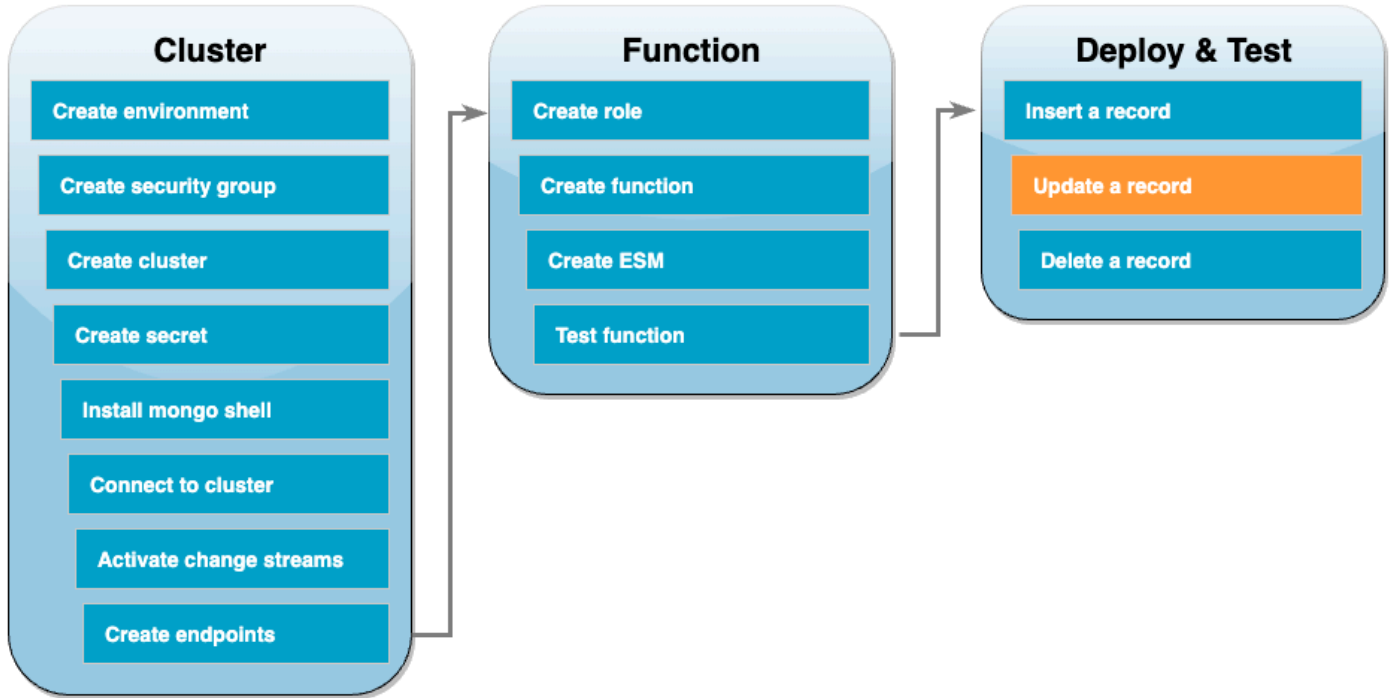 Cluster
Create environment
Create security group
Create cluster
Create secret
Install mongo shell
Connect to cluster
Activate change streams
Create endpoints
Function
Create role
Create function
Create ESM
Test function
Deploy & Test
Insert a record
Update a record
Delete a record